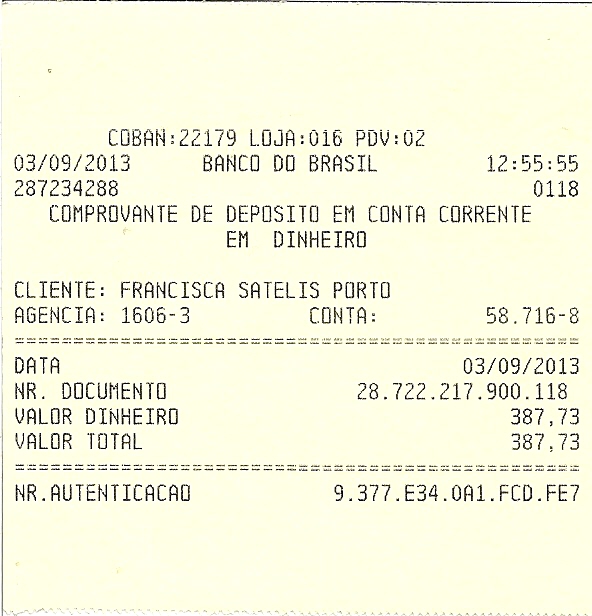 COBAN:22179 LOJA:016 PDV:02
03/09/2013 BANCO DO BRASIL 12:55:55
287234288 0118
COMPROVANTE DE DEPOSITO EM CONTA CORRENTE
EM DINHEIRO
CLIENTE: FRANCISCA SATELIS PORTO
AGENCIA: 1606-3 CONTA: 58.716-8
================================================
DATA 03/09/2013
NR. DOCUMENTO 28.722.217.900.118
VALOR DINHEIRO 387,73
VALOR TOTAL 387,73
================================================
NR.AUTENTICACAO 9.377.E34.0A1.FCD.FE7